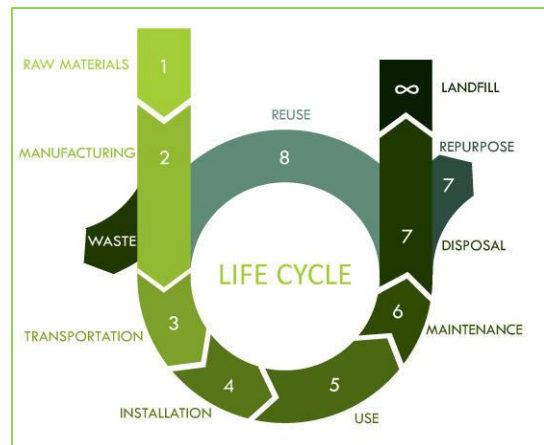 RAW MATERIALS
1
∞
LANDFILL
REUSE
MANUFACTURING
2
8
REPURPOSE
7
WASTE
7
DISPOSAL
LIFE CYCLE
TRANSPORTATION
3
6
MAINTENANCE
4
5
INSTALLATION
USE